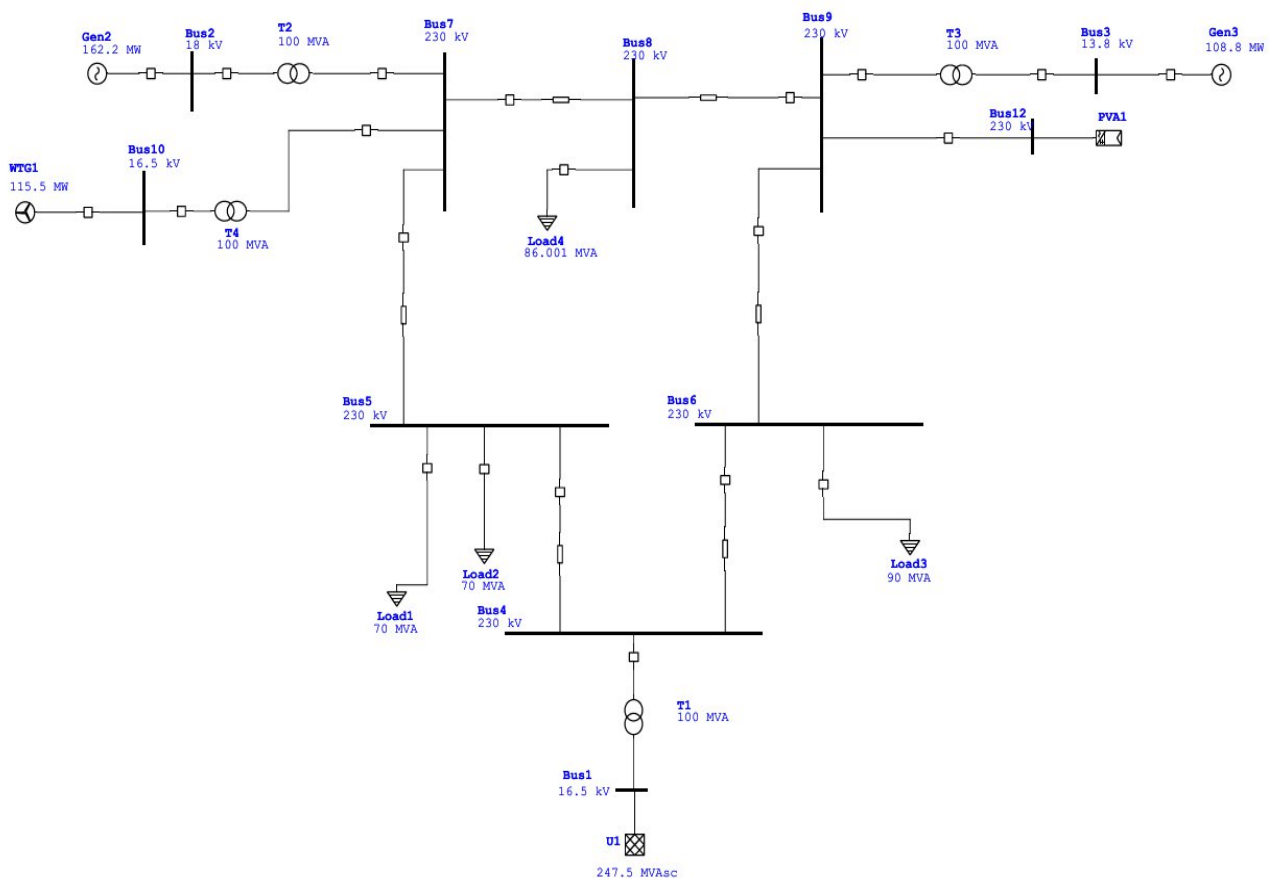 Gen2
162.2 MW
Bus2
18 kV
T2
100 MVA
Bus7
230 kV
Bus8
230 kV
Bus9
230 kV
T3
100 MVA
Bus3
13.8 kV
Gen3
108.8 MW
Bus12
230 kV
PVA1
WTG1
115.5 MW
Bus10
16.5 kV
T4
100 MVA
Load4
86.001 MVA
Bus5
230 kV
Bus6
230 kV
Load1
70 MVA
Load2
70 MVA
Load3
90 MVA
Bus4
230 kV
T1
100 MVA
Bus1
16.5 kV
U1
247.5 MVAsc